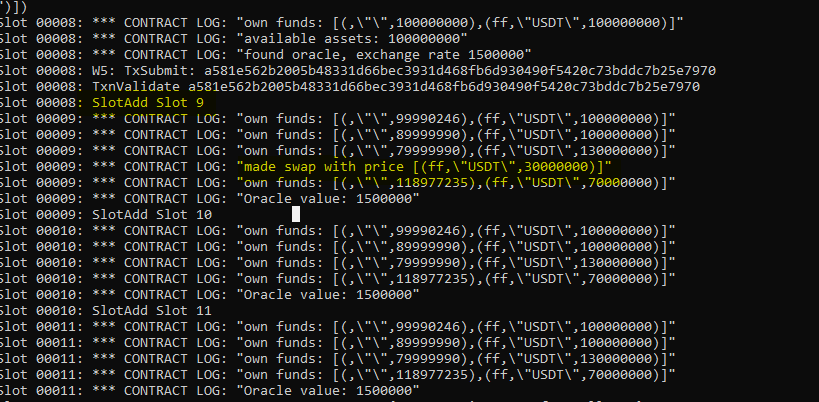 ')])
Slot 00008: *** CONTRACT LOG: "own funds: [(,\"\",100000000),(ff,\"USDT\",100000000)]"
Slot 00008: *** CONTRACT LOG: "available assets: 100000000"
Slot 00008: *** CONTRACT LOG: "found oracle, exchange rate 1500000"
Slot 00008: W5: TxSubmit: a581e562b2005b48331d66bec3931d468fb6d930490f5420c73bddc7b25e7970
Slot 00008: TxnValidate a581e562b2005b48331d66bec3931d468fb6d930490f5420c73bddc7b25e7970
Slot 00008: SlotAdd Slot 9
Slot 00009: *** CONTRACT LOG: "own funds: [(,\"\",99990246),(ff,\"USDT\",100000000)]"
Slot 00009: *** CONTRACT LOG: "own funds: [(,\"\",89999990),(ff,\"USDT\",100000000)]"
Slot 00009: *** CONTRACT LOG: "own funds: [(,\"\",79999990),(ff,\"USDT\",130000000)]"
Slot 00009: *** CONTRACT LOG: "made swap with price [(ff,\"USDT\",30000000)]"
Slot 00009: *** CONTRACT LOG: "own funds: [(,\"\",118977235),(ff,\"USDT\",70000000)]"
Slot 00009: *** CONTRACT LOG: "Oracle value: 1500000"
Slot 00009: SlotAdd Slot 10
Slot 00010: *** CONTRACT LOG: "own funds: [(,\"\",99990246),(ff,\"USDT\",100000000)]"
Slot 00010: *** CONTRACT LOG: "own funds: [(,\"\",89999990),(ff,\"USDT\",100000000)]"
Slot 00010: *** CONTRACT LOG: "own funds: [(,\"\",79999990),(ff,\"USDT\",130000000)]"
Slot 00010: *** CONTRACT LOG: "own funds: [(,\"\",118977235),(ff,\"USDT\",70000000)]"
Slot 00010: *** CONTRACT LOG: "Oracle value: 1500000"
Slot 00010: SlotAdd Slot 11
Slot 00011: *** CONTRACT LOG: "own funds: [(,\"\",99990246),(ff,\"USDT\",100000000)]"
Slot 00011: *** CONTRACT LOG: "own funds: [(,\"\",89999990),(ff,\"USDT\",100000000)]"
Slot 00011: *** CONTRACT LOG: "own funds: [(,\"\",79999990),(ff,\"USDT\",130000000)]"
Slot 00011: *** CONTRACT LOG: "own funds: [(,\"\",118977235),(ff,\"USDT\",70000000)]"
Slot 00011: *** CONTRACT LOG: "Oracle value: 1500000"